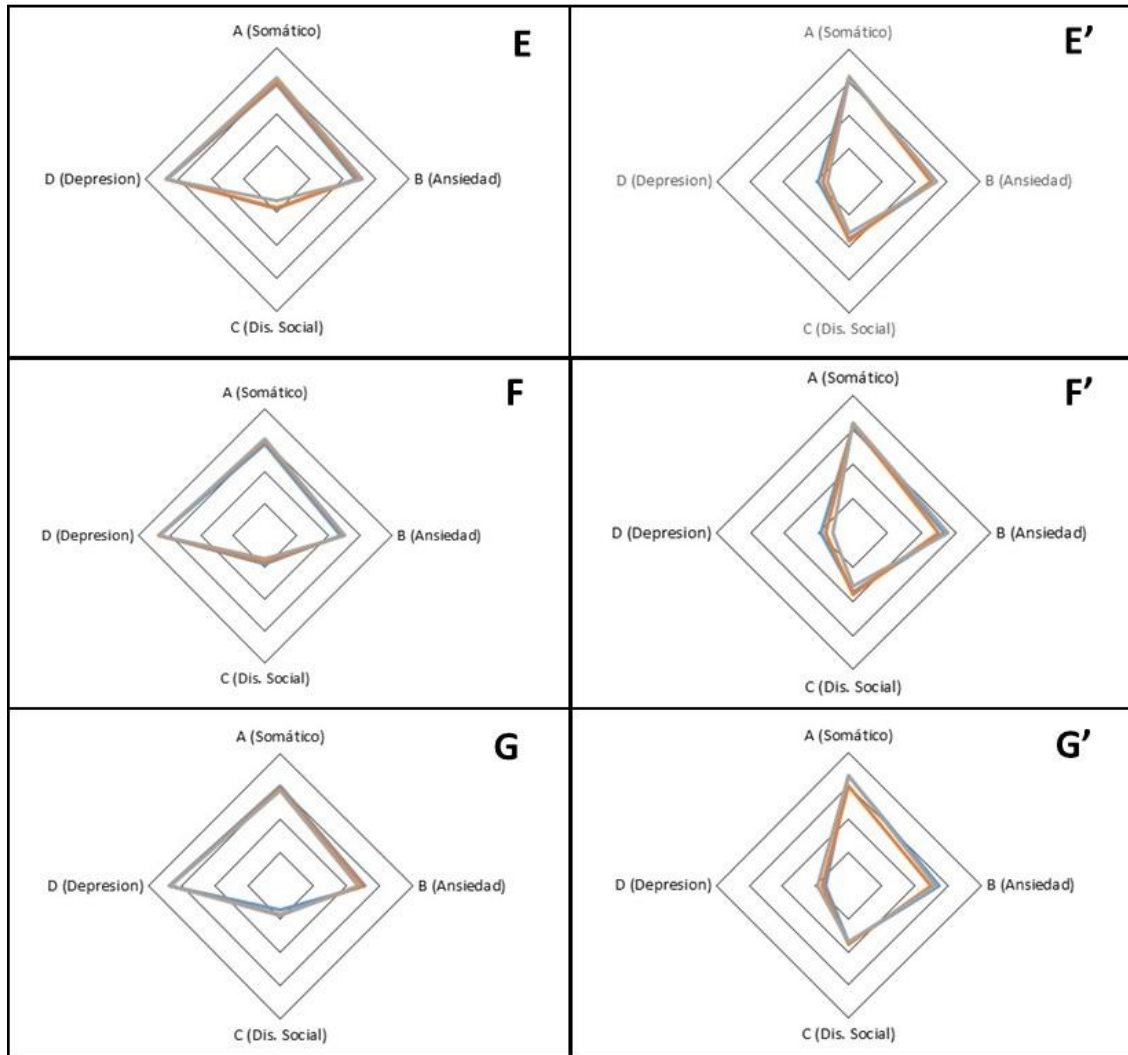 A (Somático)
E
D (Depresion)
B (Ansiedad)
C (Dis. Social)
A (Somático)
E’
D (Depresion)
B (Ansiedad)
C (Dis. Social)
A (Somático)
F
D (Depresion)
B (Ansiedad)
C (Dis. Social)
A (Somático)
F’
D (Depresion)
B (Ansiedad)
C (Dis. Social)
A (Somático)
G
D (Depresion)
B (Ansiedad)
C (Dis. Social)
A (Somático)
G’
D (Depresion)
B (Ansiedad)
C (Dis. Social)